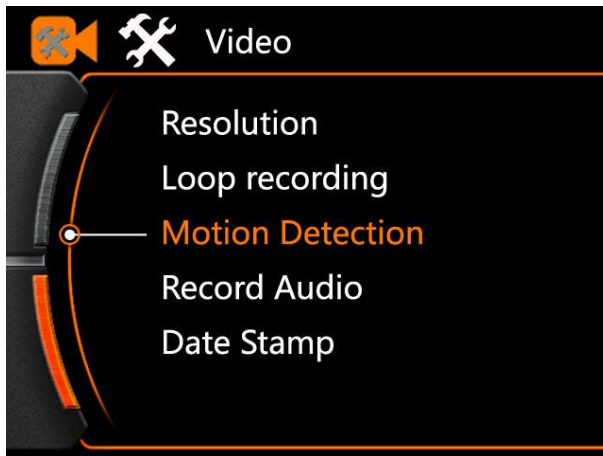 Video
Resolution
Loop recording
Motion Detection
Record Audio
Date Stamp